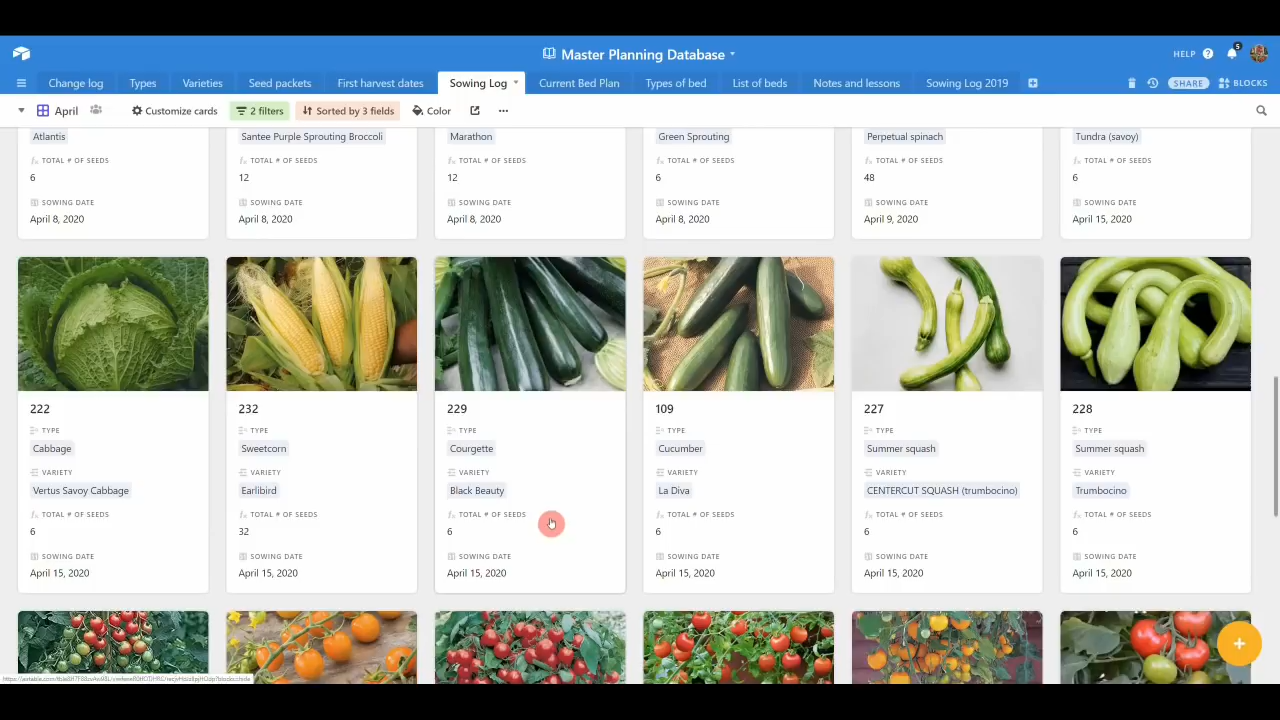 Master Planning Database
HELP
5
Change log Types Varieties Seed packets First harvest dates Sowing Log Current Bed Plan Types of bed List of beds Notes and lessons Sowing Log 2019 SHARE BLOCKS
April Customize cards 2 filters Sorted by 3 fields Color
Atlantis Santee Purple Sprouting Broccoli Marathon Green Sprouting Perpetual spinach Tundra (savoy)
TOTAL # OF SEEDS TOTAL # OF SEEDS TOTAL # OF SEEDS TOTAL # OF SEEDS TOTAL # OF SEEDS TOTAL # OF SEEDS
6 12 12 6 48 6
SOWING DATE SOWING DATE SOWING DATE SOWING DATE SOWING DATE SOWING DATE
April 8, 2020 April 8, 2020 April 8, 2020 April 8, 2020 April 9, 2020 April 15, 2020
222 232 229 109 227 228
TYPE TYPE TYPE TYPE TYPE TYPE
Cabbage Sweetcorn Courgette Cucumber Summer squash Summer squash
VARIETY VARIETY VARIETY VARIETY VARIETY VARIETY
Vertus Savoy Cabbage Earlibird Black Beauty La Diva CENTERCUT SQUASH (trumbocino) Trumbocino
TOTAL # OF SEEDS TOTAL # OF SEEDS TOTAL # OF SEEDS TOTAL # OF SEEDS TOTAL # OF SEEDS TOTAL # OF SEEDS
6 32 6 6 6 6
SOWING DATE SOWING DATE SOWING DATE SOWING DATE SOWING DATE SOWING DATE
April 15, 2020 April 15, 2020 April 15, 2020 April 15, 2020 April 15, 2020 April 15, 2020